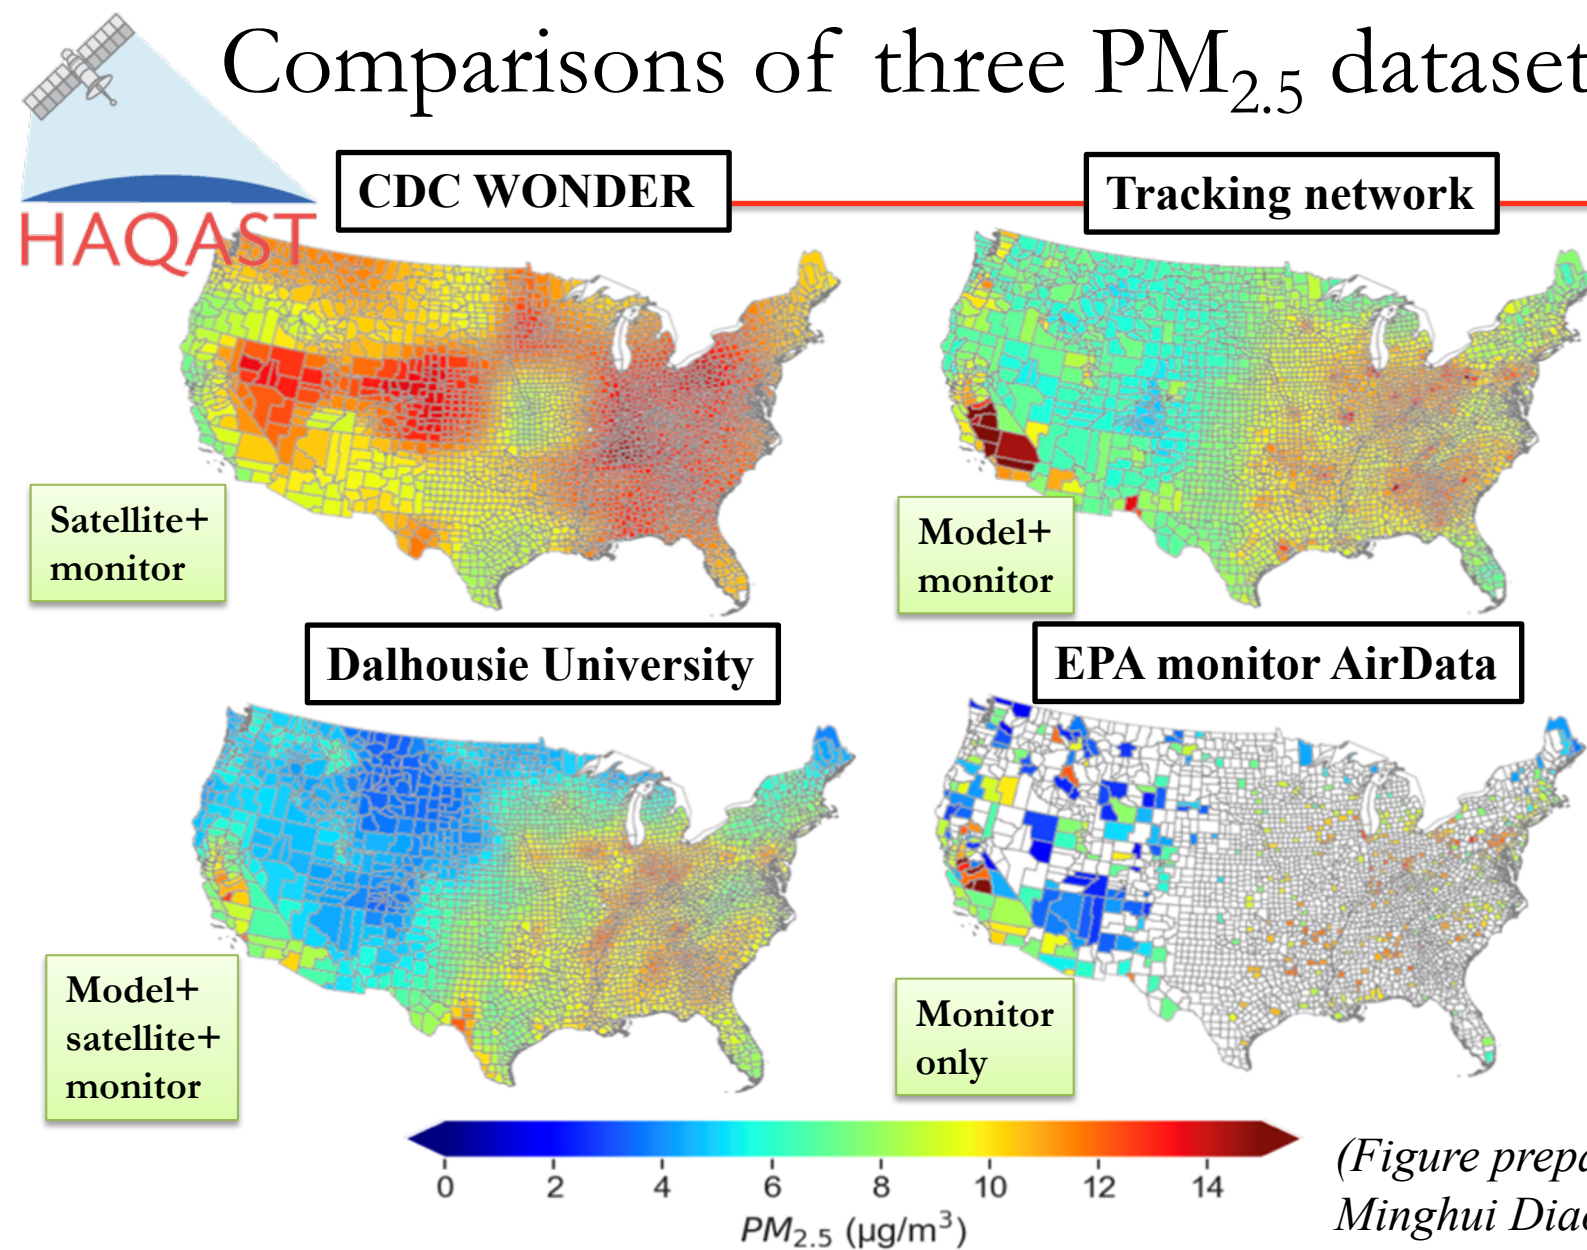 Comparisons of three PM2.5 dataset
HAQAST
CDC WONDER
Tracking network
Satellite+
monitor
Model+
monitor
Dalhousie University
EPA monitor AirData
Model+
satellite+
monitor
Monitor
only
0 2 4 6 8 10 12 14
PM2.5 (μg/m³)
(Figure prepa
Minghui Diao